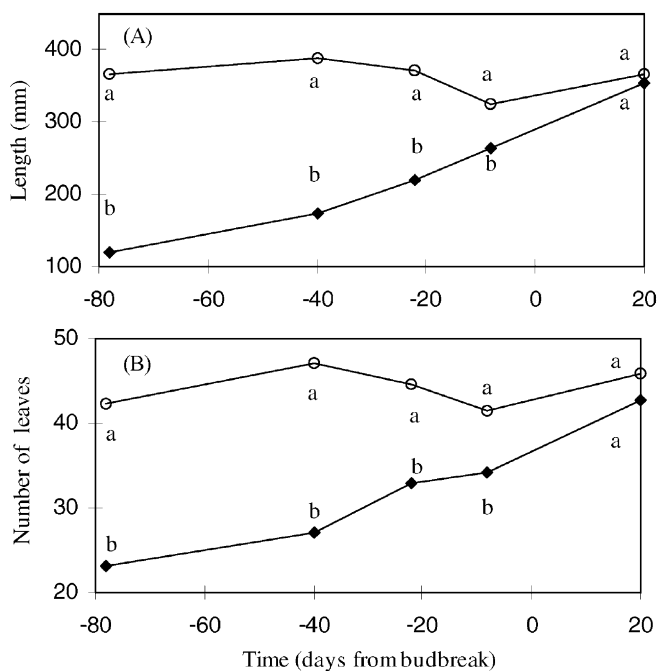 (A)
400
300
200
100
Length (mm)
a a a a a
b b b b a
-80 -60 -40 -20 0 20
(B)
50
40
30
20
Number of leaves
a a a a a
b b b b a
-80 -60 -40 -20 0 20
Time (days from budbreak)